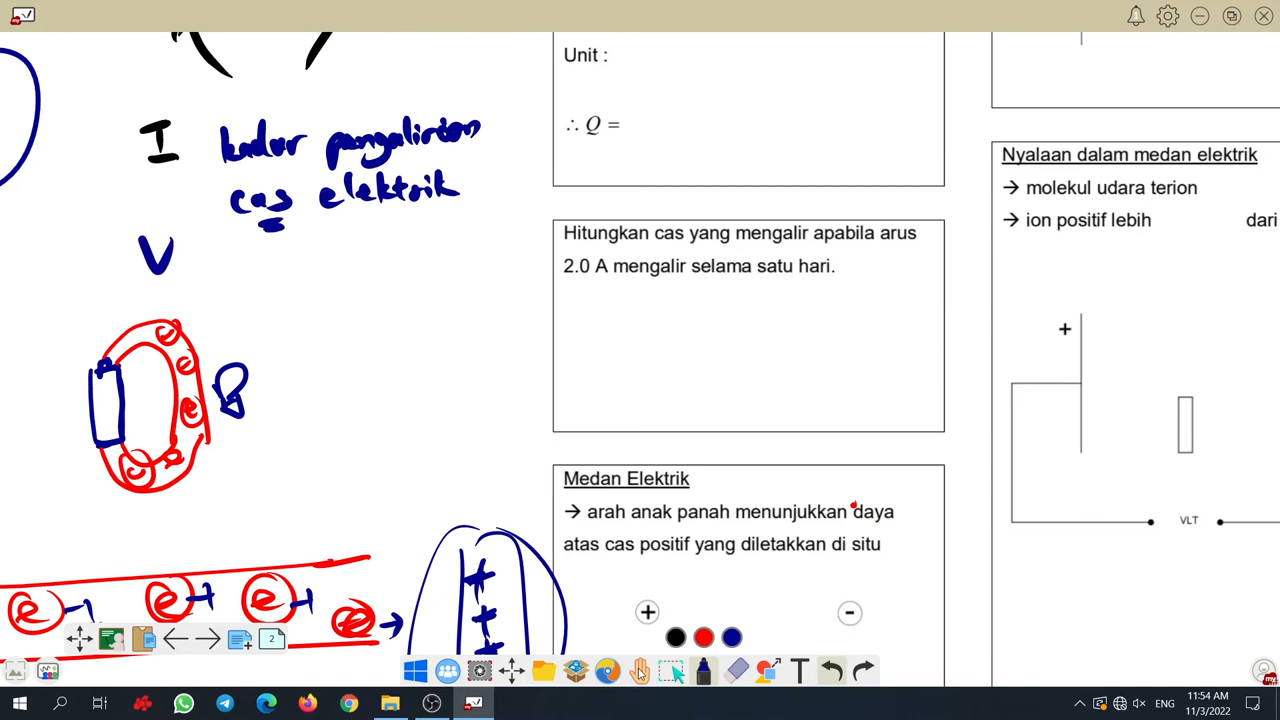 I kadar pengaliran
cas elektrik
V
e
e
e
e
e
e
e
e
+
+
+
Unit :
∴ Q =
Hitungkan cas yang mengalir apabila arus
2.0 A mengalir selama satu hari.
Medan Elektrik
→ arah anak panah menunjukkan daya
atas cas positif yang diletakkan di situ
+ -
Nyalaan dalam medan elektrik
→ molekul udara terion
→ ion positif lebih dari
+
VLT
2
T
ENG
11:54 AM
11/3/2022